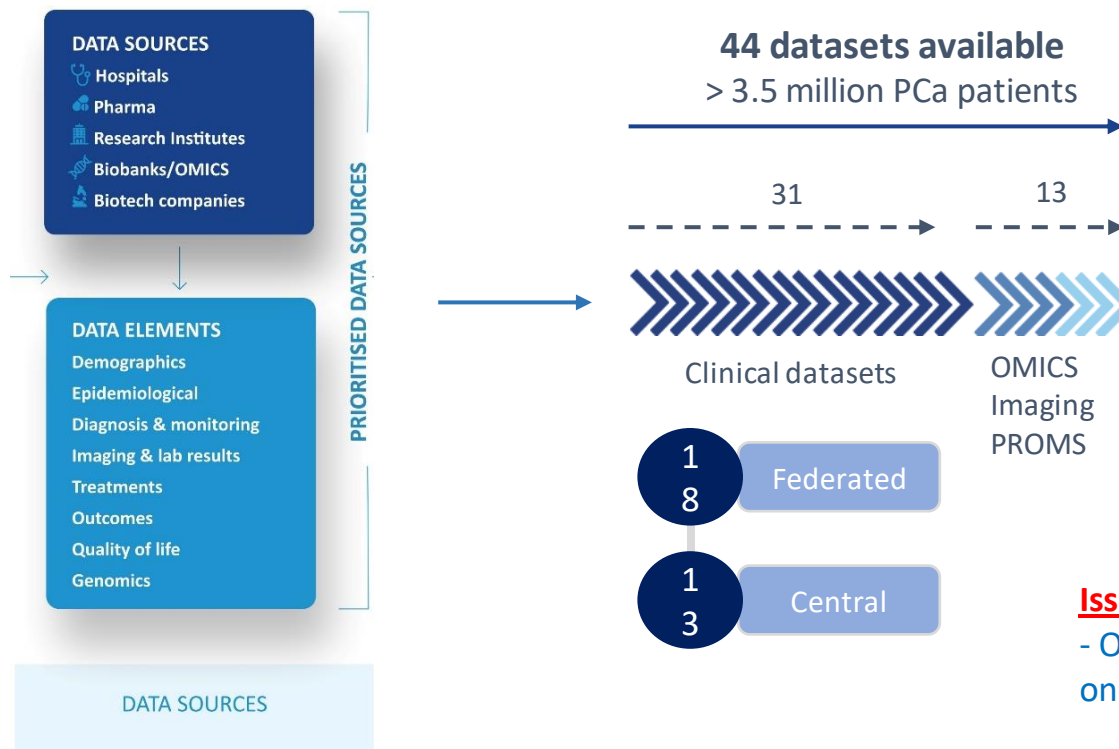 DATA SOURCES
Hospitals
Pharma
Research Institutes
Biobanks/OMICS
Biotech companies
DATA ELEMENTS
Demographics
Epidemiological
Diagnosis & monitoring
Imaging & lab results
Treatments
Outcomes
Quality of life
Genomics
PRIORITISED DATA SOURCES
DATA SOURCES
44 datasets available
> 3.5 million PCa patients
31
13
Clinical datasets
OMICS
Imaging
PROMS
1
8
Federated
1
3
Central
Iss
- O
on